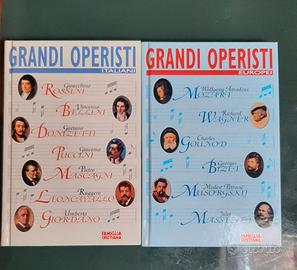 GRANDI OPERISTI
ITALIANI
Gioacchino
ROSSINI
Vincenzo
BELLINI
Gaetano
DONIZETTI
Giacomo
PUCCINI
Pietro
MASCAGNI
Ruggero
LEONCAVALLO
Umberto
GIORDANO
FAMIGLIA
CRISTIANA
GRANDI OPERISTI
EUROPEI
Wolfgang Amadeus
MOZART
Richard
WAGNER
Charles
GOUNOD
Georges
BIZET
Modest Petrovič
MUSORGSKIJ
Jules
MASSENET
FAMIGLIA
CRISTIANA